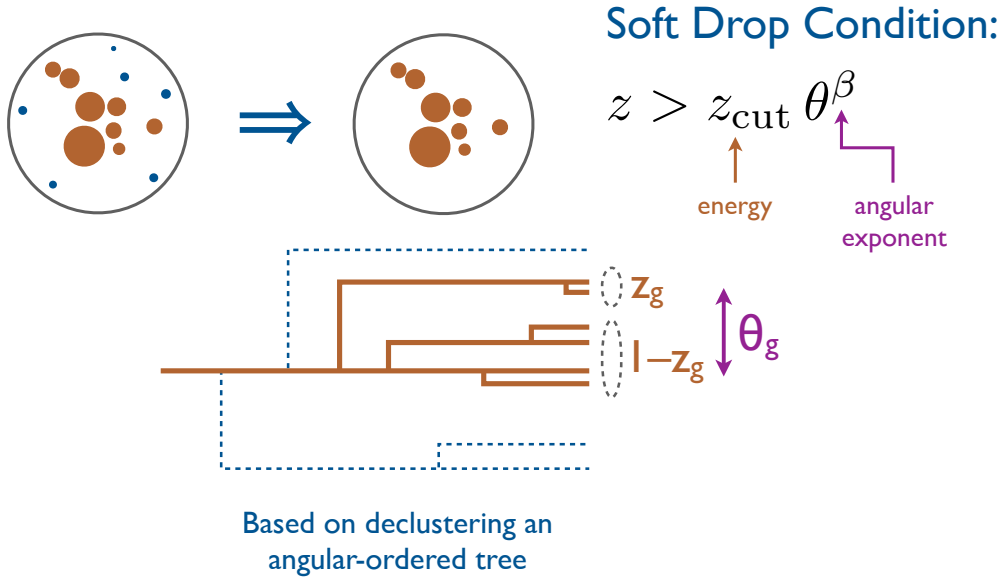 Soft Drop Condition:
z > z_cut θ^β
energy
angular
exponent
z_g
1−z_g
θ_g
Based on declustering an
angular-ordered tree